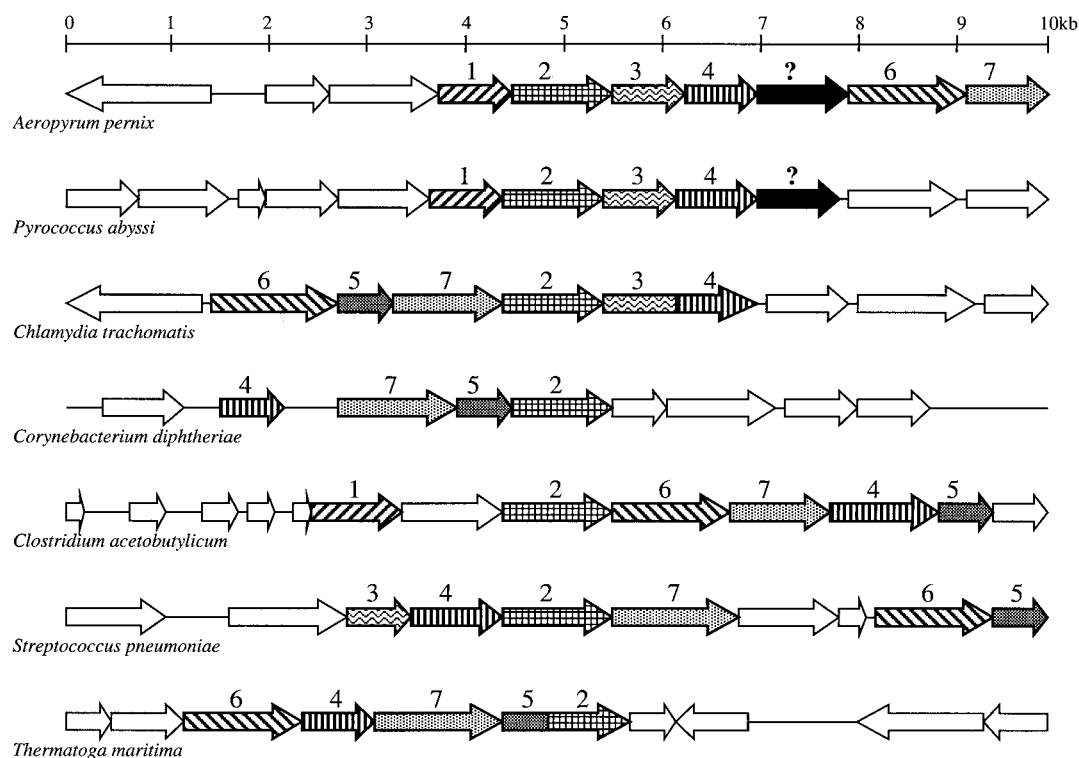 0 1 2 3 4 5 6 7 8 9 10kb
1 2 3 4 ? 6 7
Aeropyrum pernix
1 2 3 4 ?
Pyrococcus abyssi
6 5 7 2 3 4
Chlamydia trachomatis
4 7 5 2
Corynebacterium diphtheriae
1 2 6 7 4 5
Clostridium acetobutylicum
3 4 2 7 6 5
Streptococcus pneumoniae
6 4 7 5 2
Thermatoga maritima